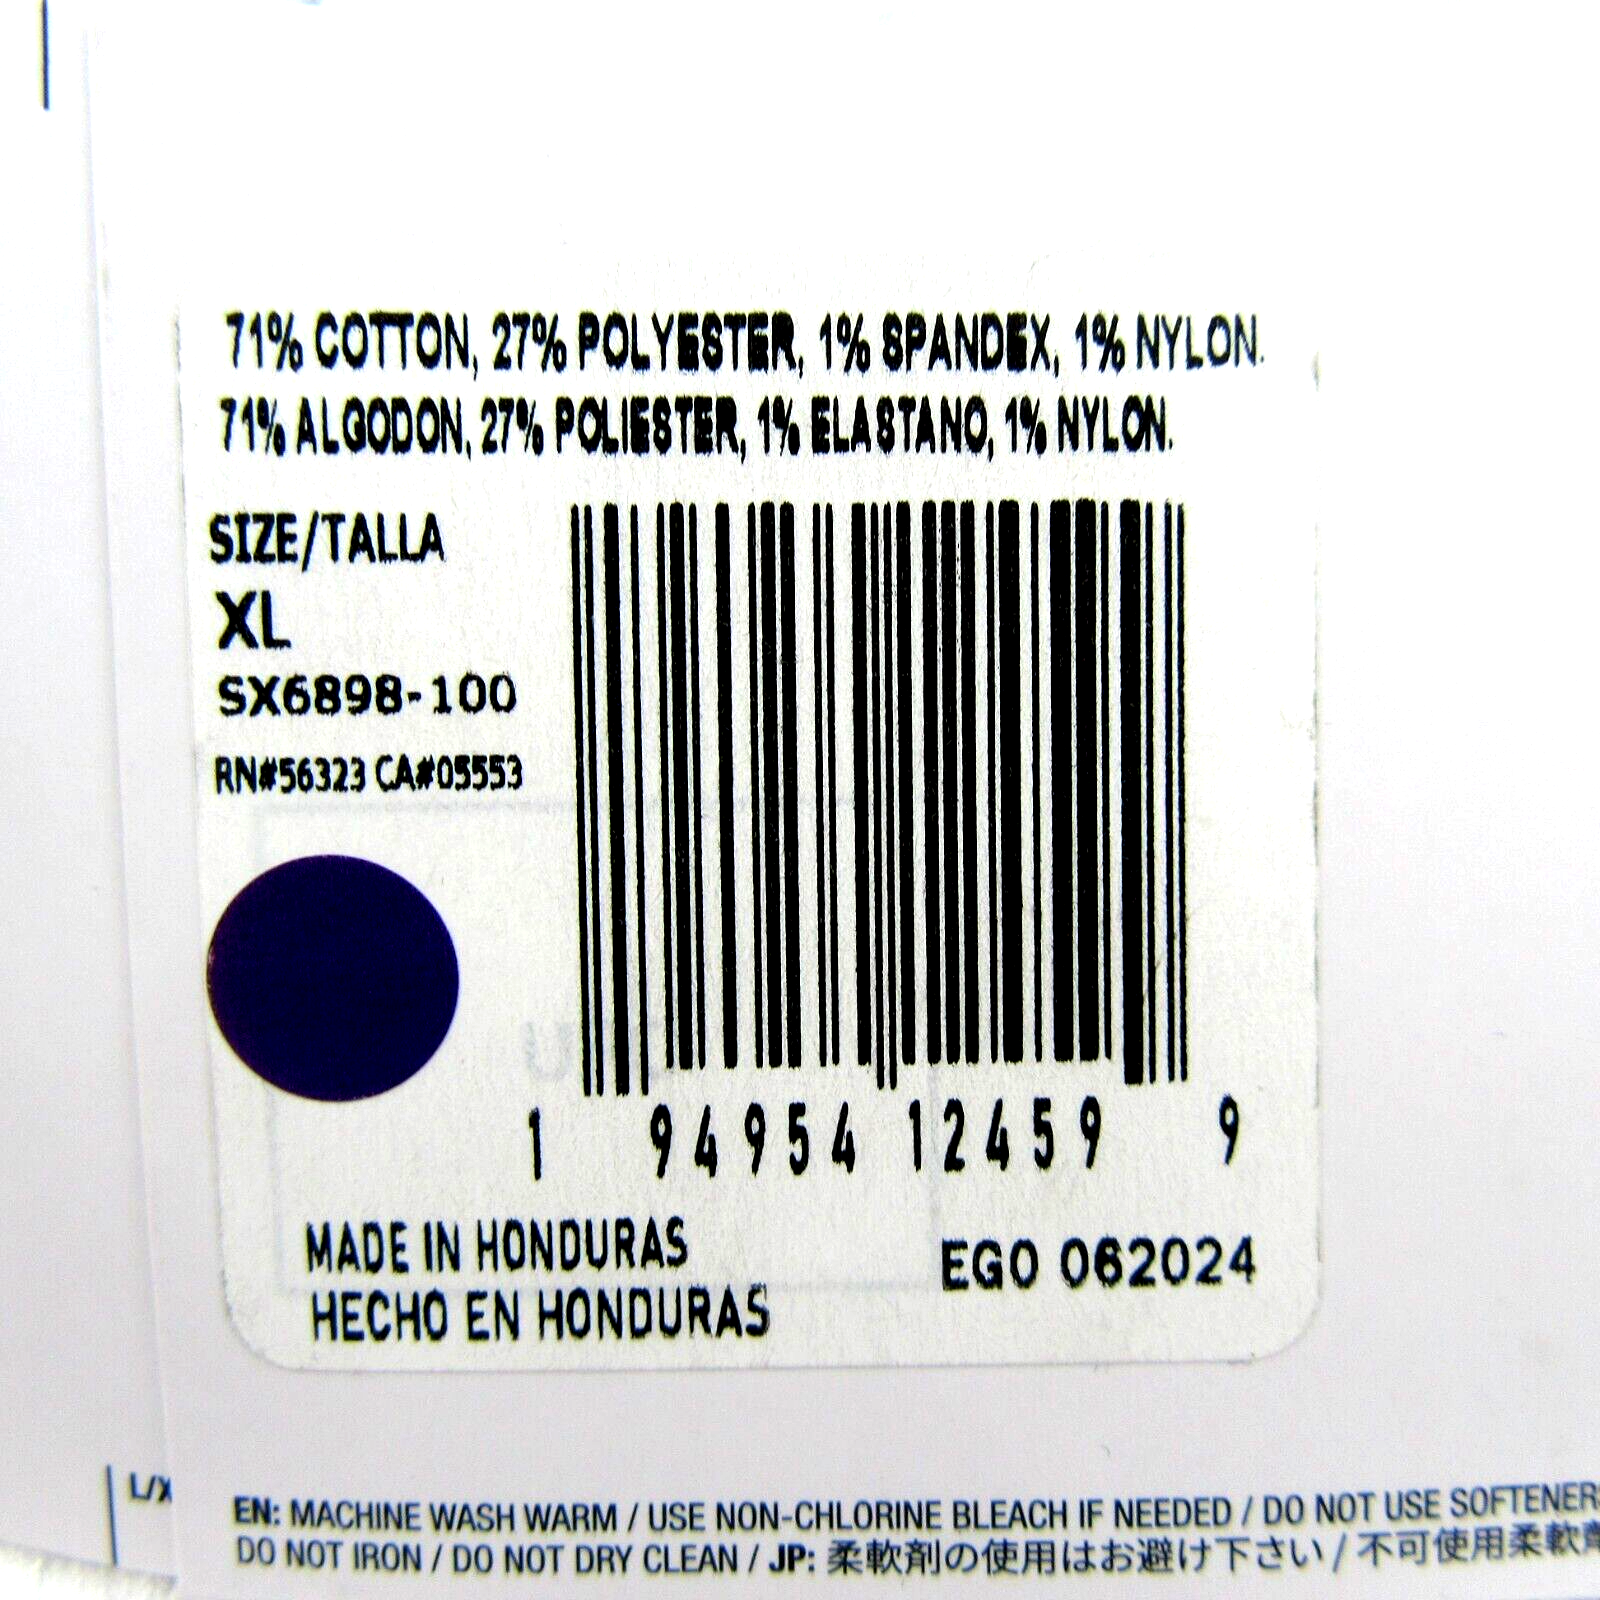 71% COTTON, 27% POLYESTER, 1% SPANDEX, 1% NYLON.
71% ALGODON, 27% POLIESTER, 1% ELASTANO, 1% NYLON.
SIZE/TALLA
XL
SX6898-100
RN#56323 CA#05553
1 94954 12459 9
MADE IN HONDURAS
HECHO EN HONDURAS
EGO 062024
L/X
EN: MACHINE WASH WARM / USE NON-CHLORINE BLEACH IF NEEDED / DO NOT USE SOFTENERS
DO NOT IRON / DO NOT DRY CLEAN / JP: 柔軟剤の使用はお避け下さい / 不可使用柔軟劑